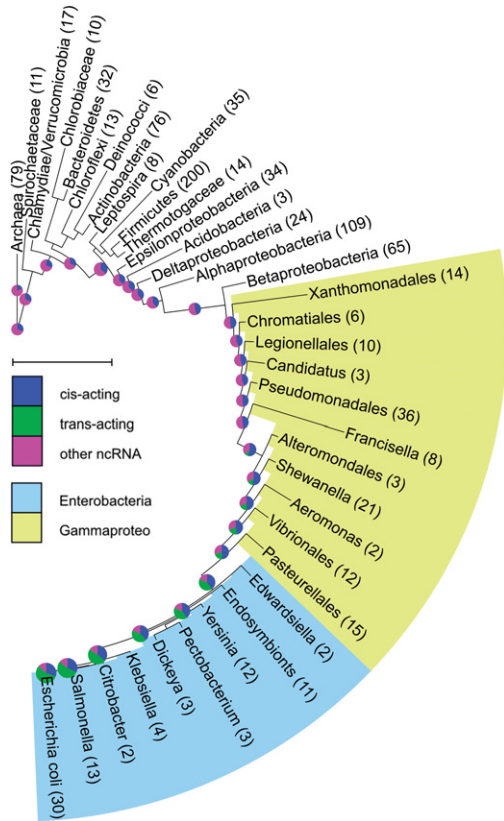 Archaea (79)
Spirochaetaceae (11)
Chlamydiae/Verrucomicrobia (17)
Chlorobiaceae (10)
Bacteroidetes (32)
Chloroflexi (13)
Deinococci (6)
Actinobacteria (76)
Leptospira (8)
Cyanobacteria (35)
Firmicutes (200)
Thermotogaceae (14)
Epsilonproteobacteria (34)
Acidobacteria (3)
Deltaproteobacteria (24)
Alphaproteobacteria (109)
Betaproteobacteria (65)
Xanthomonadales (14)
Chromatiales (6)
Legionellales (10)
Candidatus (3)
Pseudomonadales (36)
Francisella (8)
Alteromondales (3)
Shewanella (21)
Aeromonas (2)
Vibrionales (12)
Pasteurellales (15)
Edwardsiella (2)
Endosymbionts (11)
Yersinia (12)
Pectobacterium (3)
Dickeya (3)
Klebsiella (4)
Citrobacter (2)
Salmonella (13)
Escherichia coli (30)
cis-acting
trans-acting
other ncRNA
Enterobacteria
Gammaproteo